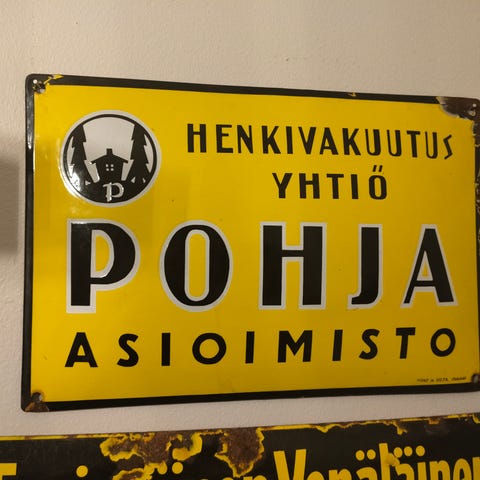 HENKIVAKUUTUS
YHTIÖ
P
POHJA
ASIOIMISTO